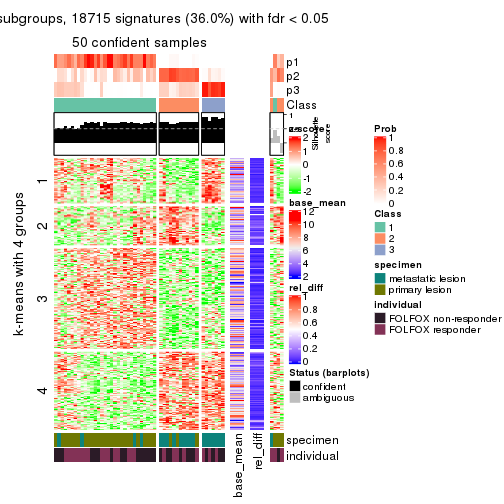 subgroups, 18715 signatures (36.0%) with fdr < 0.05
50 confident samples
p1
p2
p3
Class
1
Silhouette
score
z-score
2
1
0
-1
-2
base_mean
12
10
8
6
4
2
rel_diff
1
0.8
0.6
0.4
0.2
0
Status (barplots)
confident
ambiguous
Prob
1
0.8
0.6
0.4
0.2
0
Class
1
2
3
specimen
metastatic lesion
primary lesion
individual
FOLFOX non-responder
FOLFOX responder
k-means with 4 groups
1
2
3
4
specimen
individual
base_mean
rel_diff